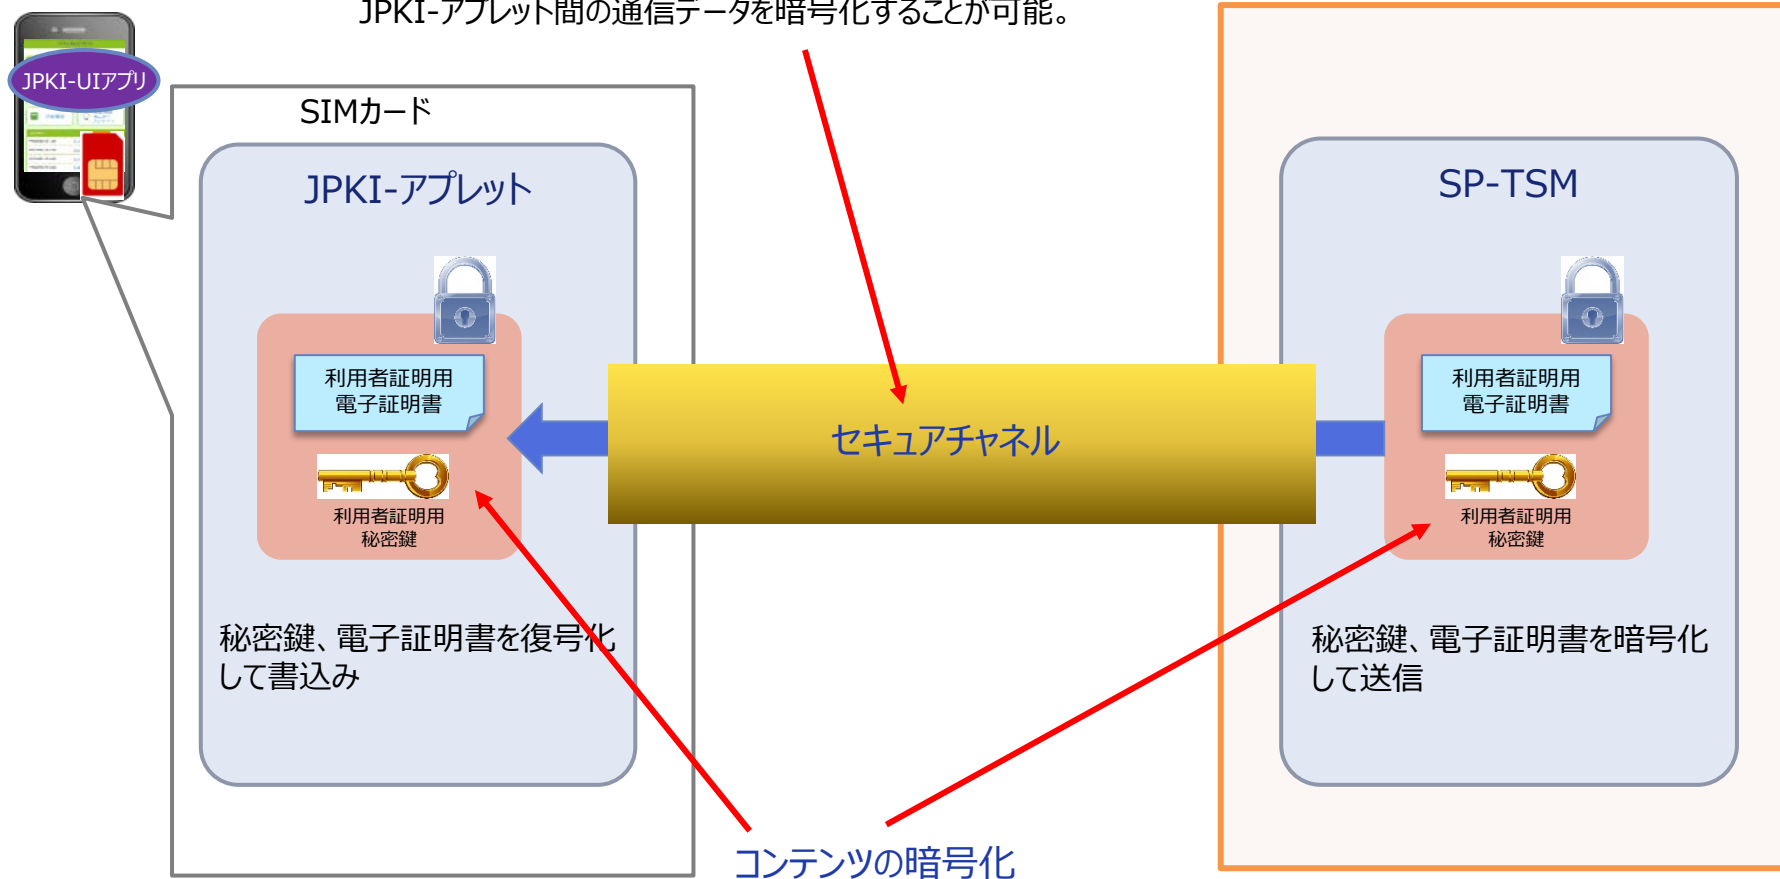 JPKI-アプレット間の通信データを暗号化することが可能。
JPKI-UIアプリ
SIMカード
JPKI-アプレット
利用者証明用
電子証明書
利用者証明用
秘密鍵
秘密鍵、電子証明書を復号化
して書込み
セキュアチャネル
SP-TSM
利用者証明用
電子証明書
利用者証明用
秘密鍵
秘密鍵、電子証明書を暗号化
して送信
コンテンツの暗号化